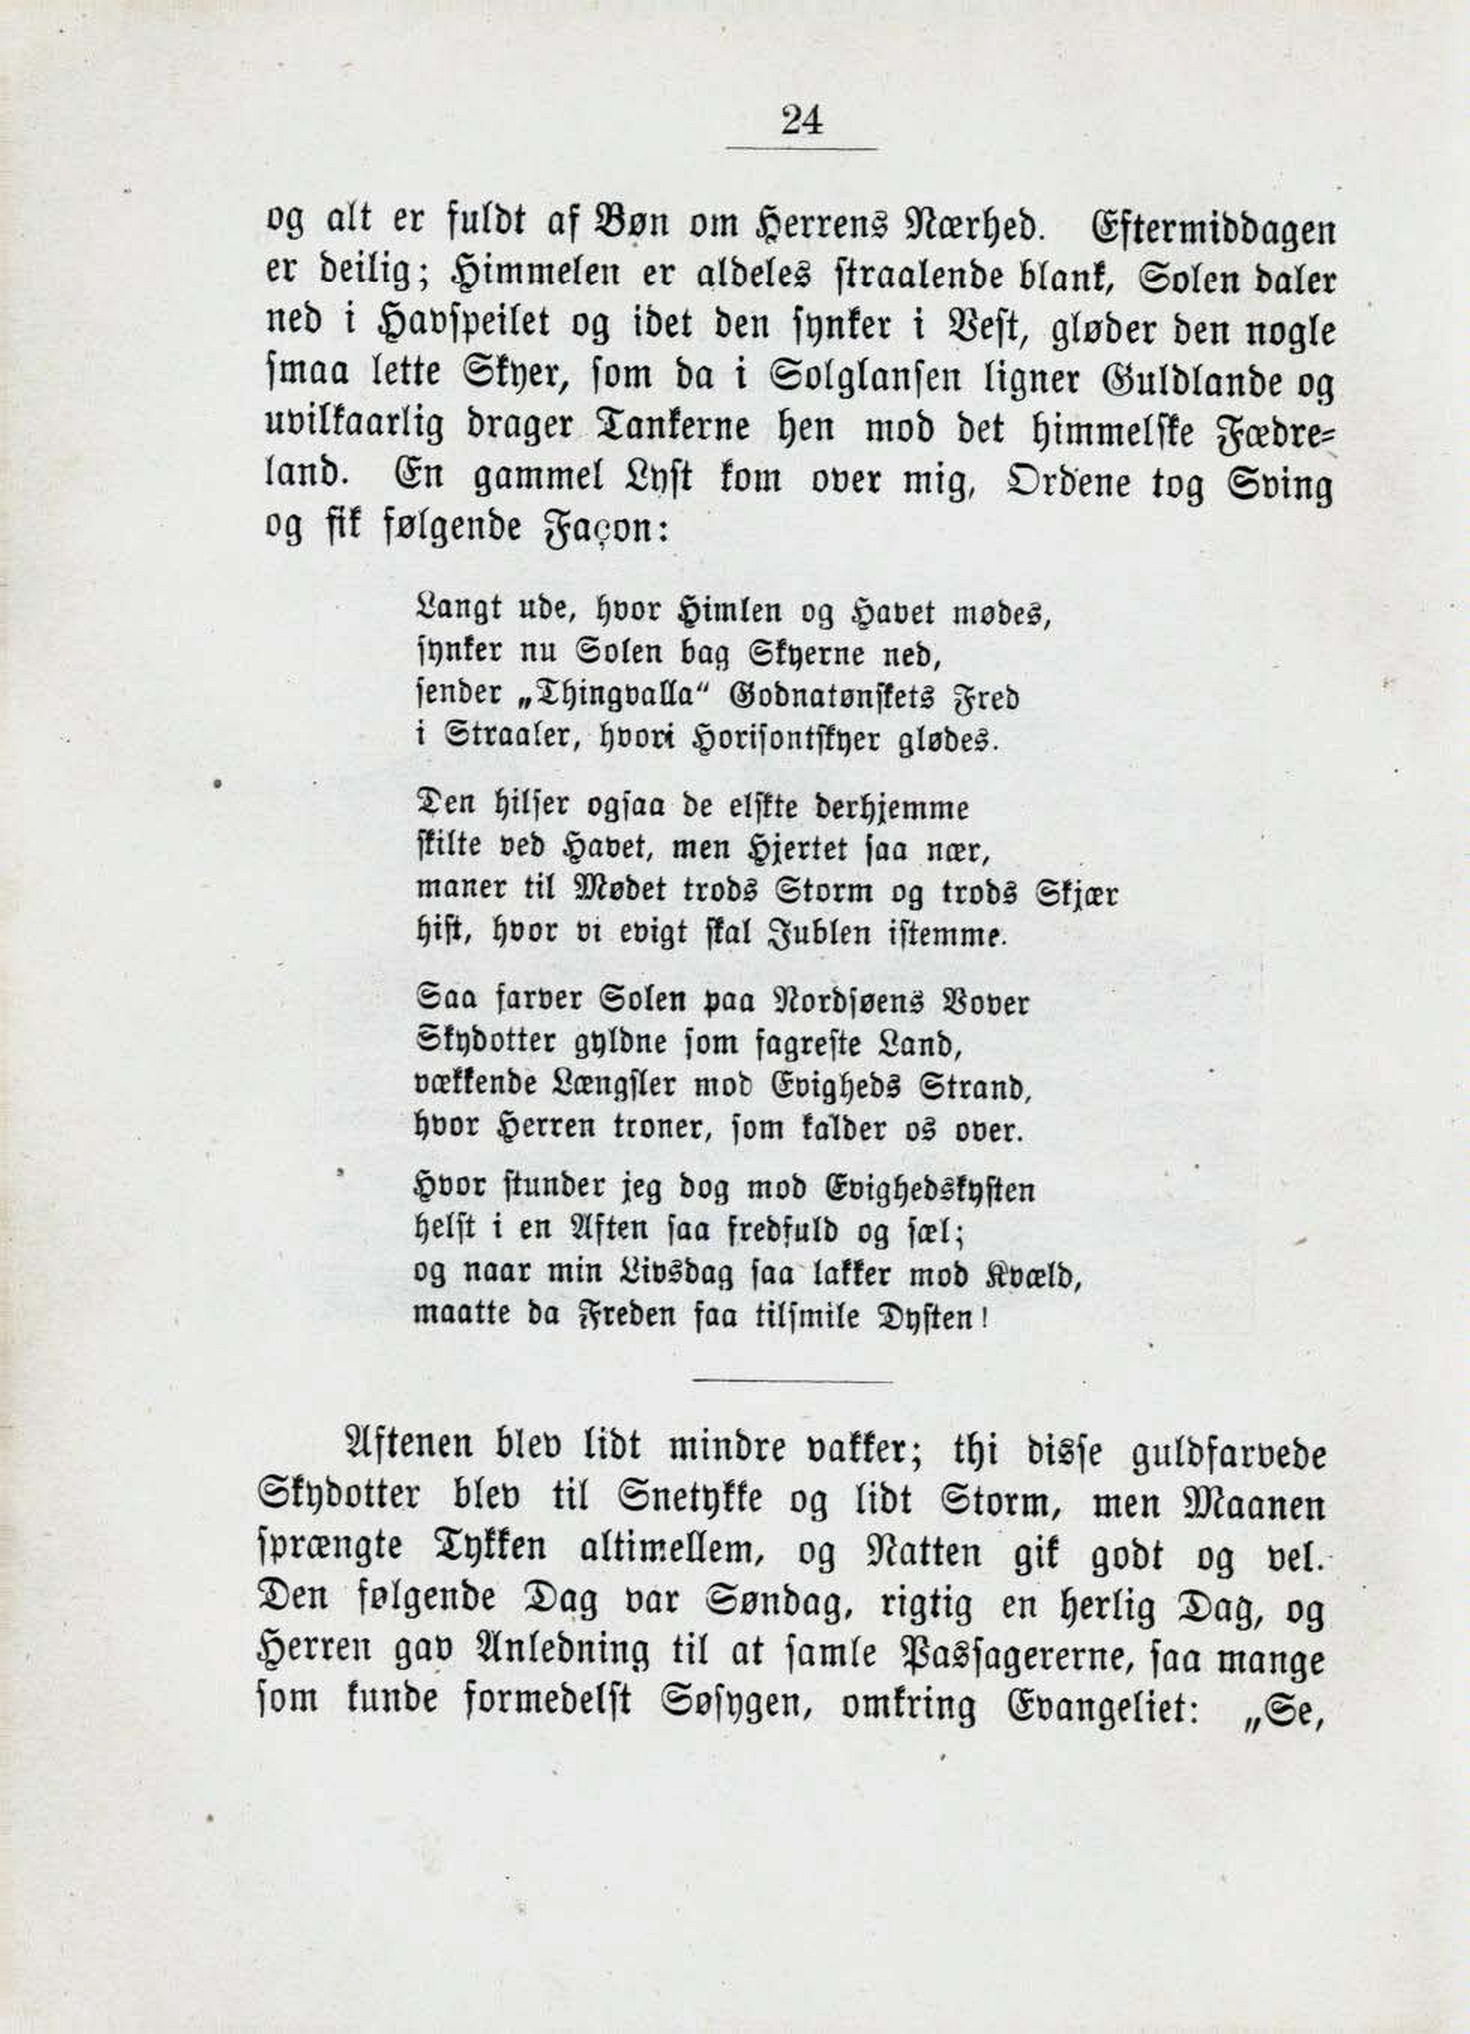 24
og alt er fuldt af Bøn om Herrens Nærhed. Eftermiddagen
er deilig; Himmelen er aldeles straalende blank, Solen daler
ned i Havspeilet og idet den synker i Vest, gløder den nogle
smaa lette Skyer, som da i Solglansen ligner Guldlande og
uvilkaarlig drager Tankerne hen mod det himmelske Fædre-
land. En gammel Lyst kom over mig, Ordene tog Sving
og fik følgende Façon:
Langt ude, hvor Himlen og Havet mødes,
synker nu Solen bag Skyerne ned,
sender „Thingvalla“ Godnatønskets Fred
i Straaler, hvori Horisontskyer glødes.
Den hilser ogsaa de elskte derhjemme
skilte ved Havet, men Hjertet saa nær,
maner til Mødet trods Storm og trods Skjær
hist, hvor vi evigt skal Jublen istemme.
Saa farver Solen paa Nordsøens Vover
Skydotter gyldne som fagreste Land,
vækkende Længsler mod Evigheds Strand,
hvor Herren troner, som kalder os over.
Hvor stunder jeg dog mod Evighedskysten
helst i en Aften saa fredfuld og sæl;
og naar min Livsdag saa lakker mod Kvæld,
maatte da Freden faa tilsmile Dysten!
Aftenen blev lidt mindre vakker; thi disse guldfarvede
Skydotter blev til Snetykke og lidt Storm, men Maanen
sprængte Tykken altimellem, og Natten gik godt og vel.
Den følgende Dag var Søndag, rigtig en herlig Dag, og
Herren gav Anledning til at samle Passagererne, saa mange
som kunde formedelst Søsygen, omkring Evangeliet: „Se,